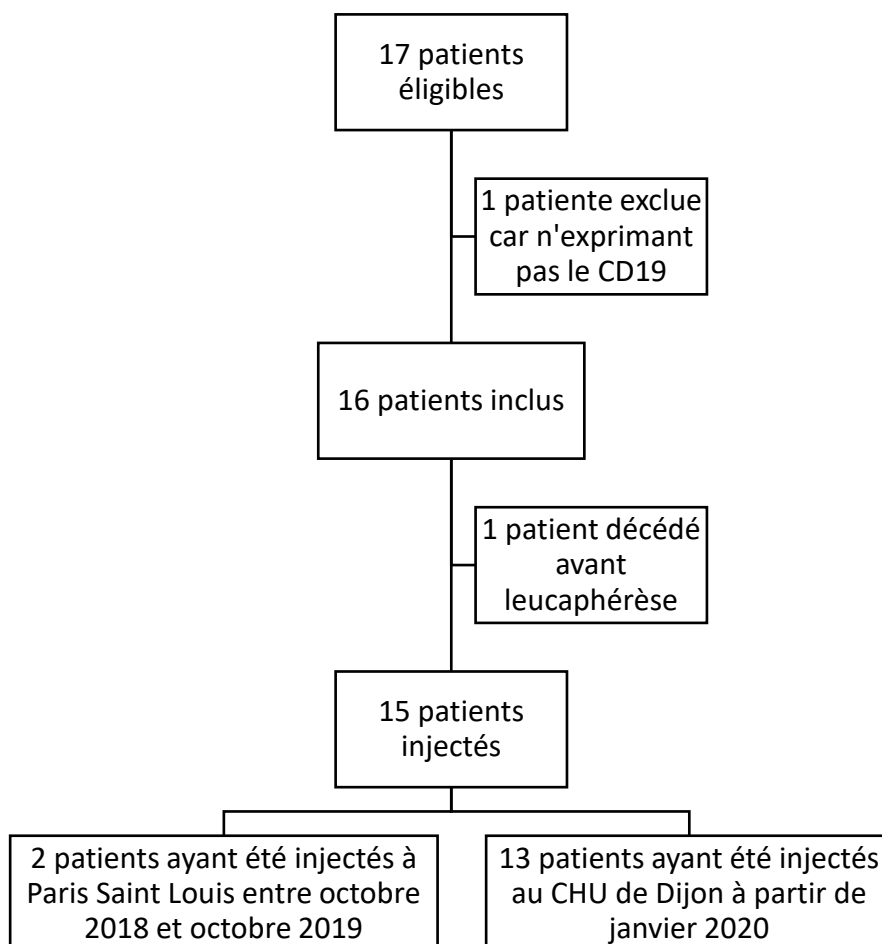 17 patients
éligibles
1 patiente exclue
car n'exprimant
pas le CD19
16 patients inclus
1 patient décédé
avant
leucaphérèse
15 patients
injectés
2 patients ayant été injectés à
Paris Saint Louis entre octobre
2018 et octobre 2019
13 patients ayant été injectés
au CHU de Dijon à partir de
janvier 2020